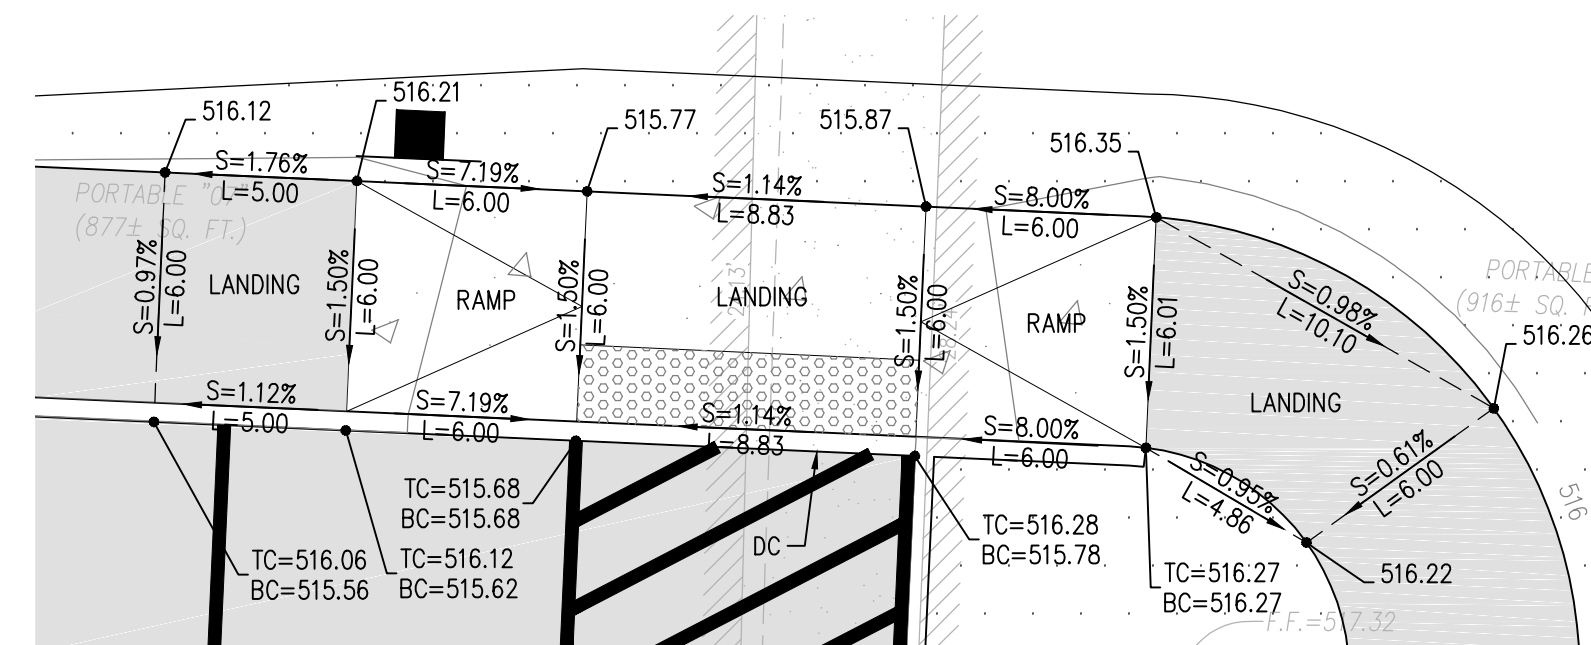 516.12
516.21
515.77
515.87
516.35
S=1.76%
L=5.00
S=7.19%
L=6.00
S=1.14%
L=8.83
S=8.00%
L=6.00
PORTABLE "07"
(877± SQ. FT.)
S=0.97%
L=6.00
LANDING
S=1.50%
L=6.00
RAMP
S=1.50%
L=6.00
LANDING
S=1.50%
L=6.00
RAMP
S=1.50%
L=6.01
S=0.98%
L=10.10
PORTABLE
(916± SQ. F
516.26
LANDING
S=1.12%
L=5.00
S=7.19%
L=6.00
S=1.14%
L=8.83
S=8.00%
L=6.00
S=0.95%
L=4.86
S=0.61%
L=6.00
516
TC=515.68
BC=515.68
DC
TC=516.28
BC=515.78
TC=516.06
BC=515.56
TC=516.12
BC=515.62
TC=516.27
BC=516.27
516.22
F.F.=517.32